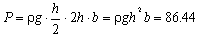 P = ρg · h/2 · 2h · b = ρgh²b = 86.44